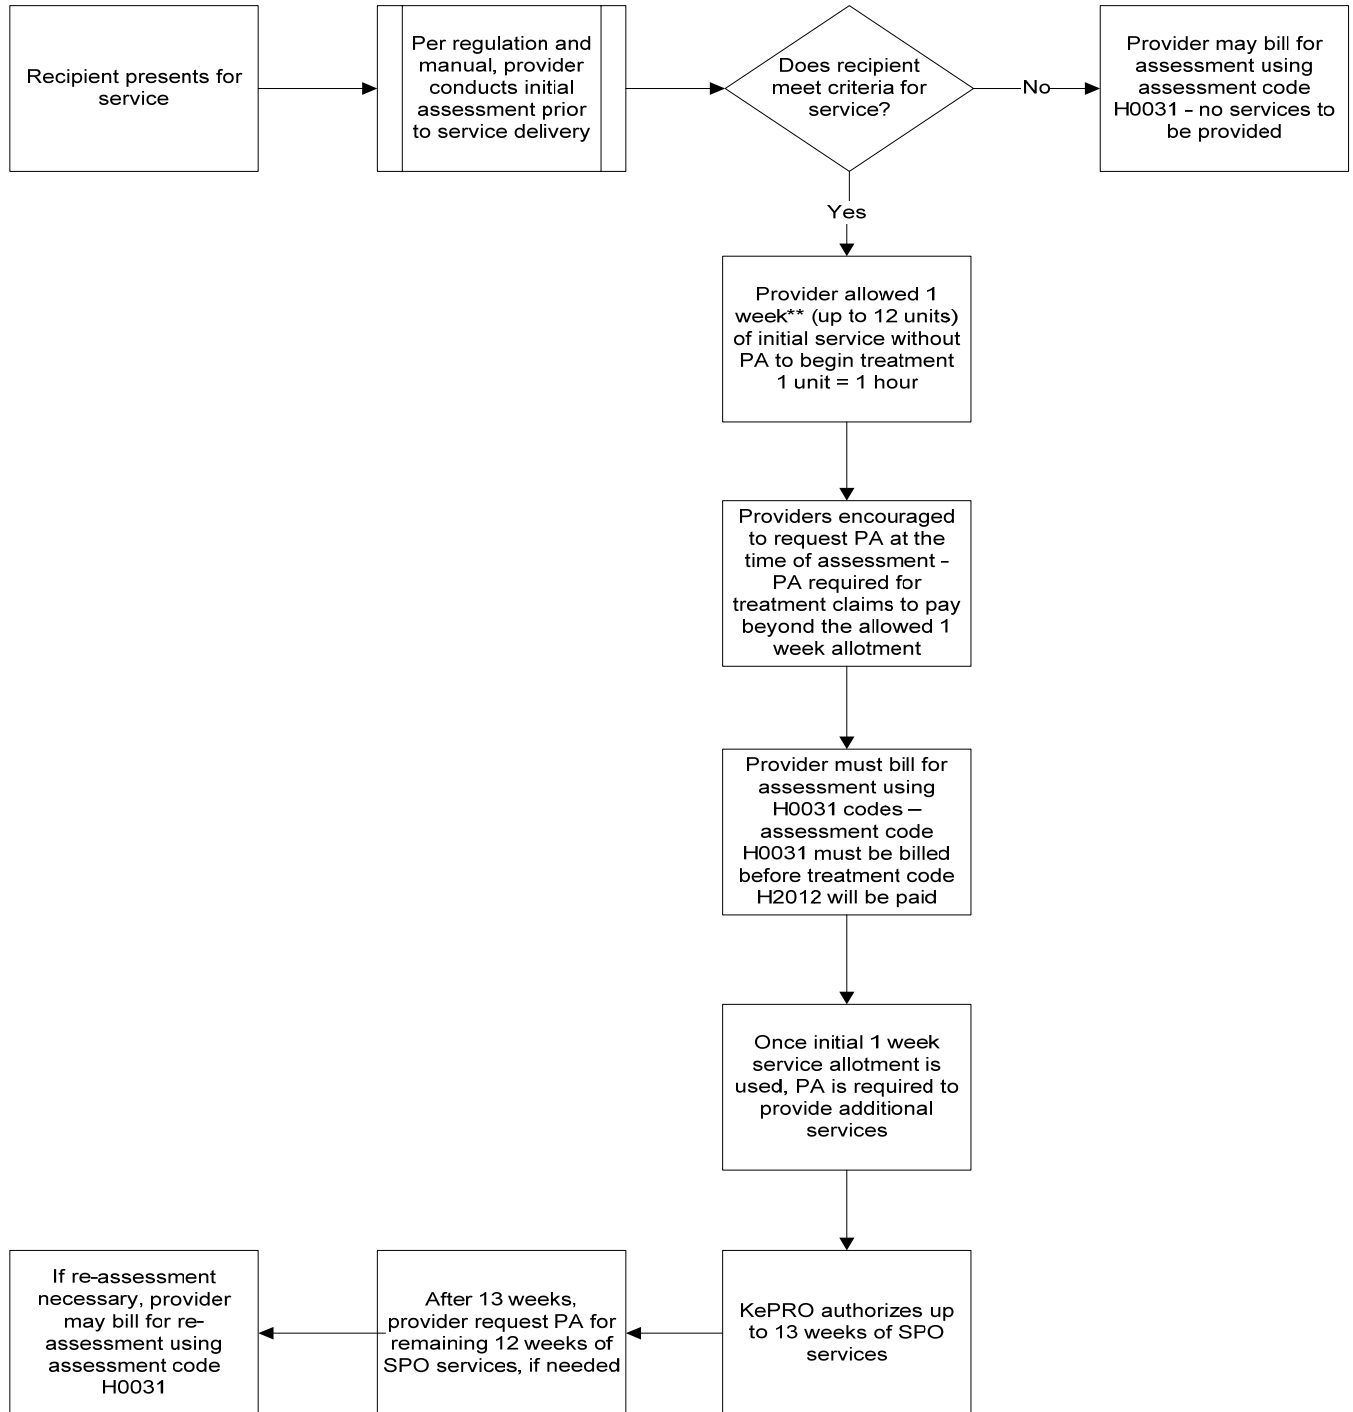 Recipient presents for
service
Per regulation and
manual, provider
conducts initial
assessment prior
to service delivery
Does recipient
meet criteria for
service?
No
Provider may bill for
assessment using
assessment code
H0031 - no services to
be provided
Yes
Provider allowed 1
week** (up to 12 units)
of initial service without
PA to begin treatment
1 unit = 1 hour
Providers encouraged
to request PA at the
time of assessment -
PA required for
treatment claims to pay
beyond the allowed 1
week allotment
Provider must bill for
assessment using
H0031 codes –
assessment code
H0031 must be billed
before treatment code
H2012 will be paid
Once initial 1 week
service allotment is
used, PA is required to
provide additional
services
KePRO authorizes up
to 13 weeks of SPO
services
After 13 weeks,
provider request PA for
remaining 12 weeks of
SPO services, if needed
If re-assessment
necessary, provider
may bill for re-
assessment using
assessment code
H0031